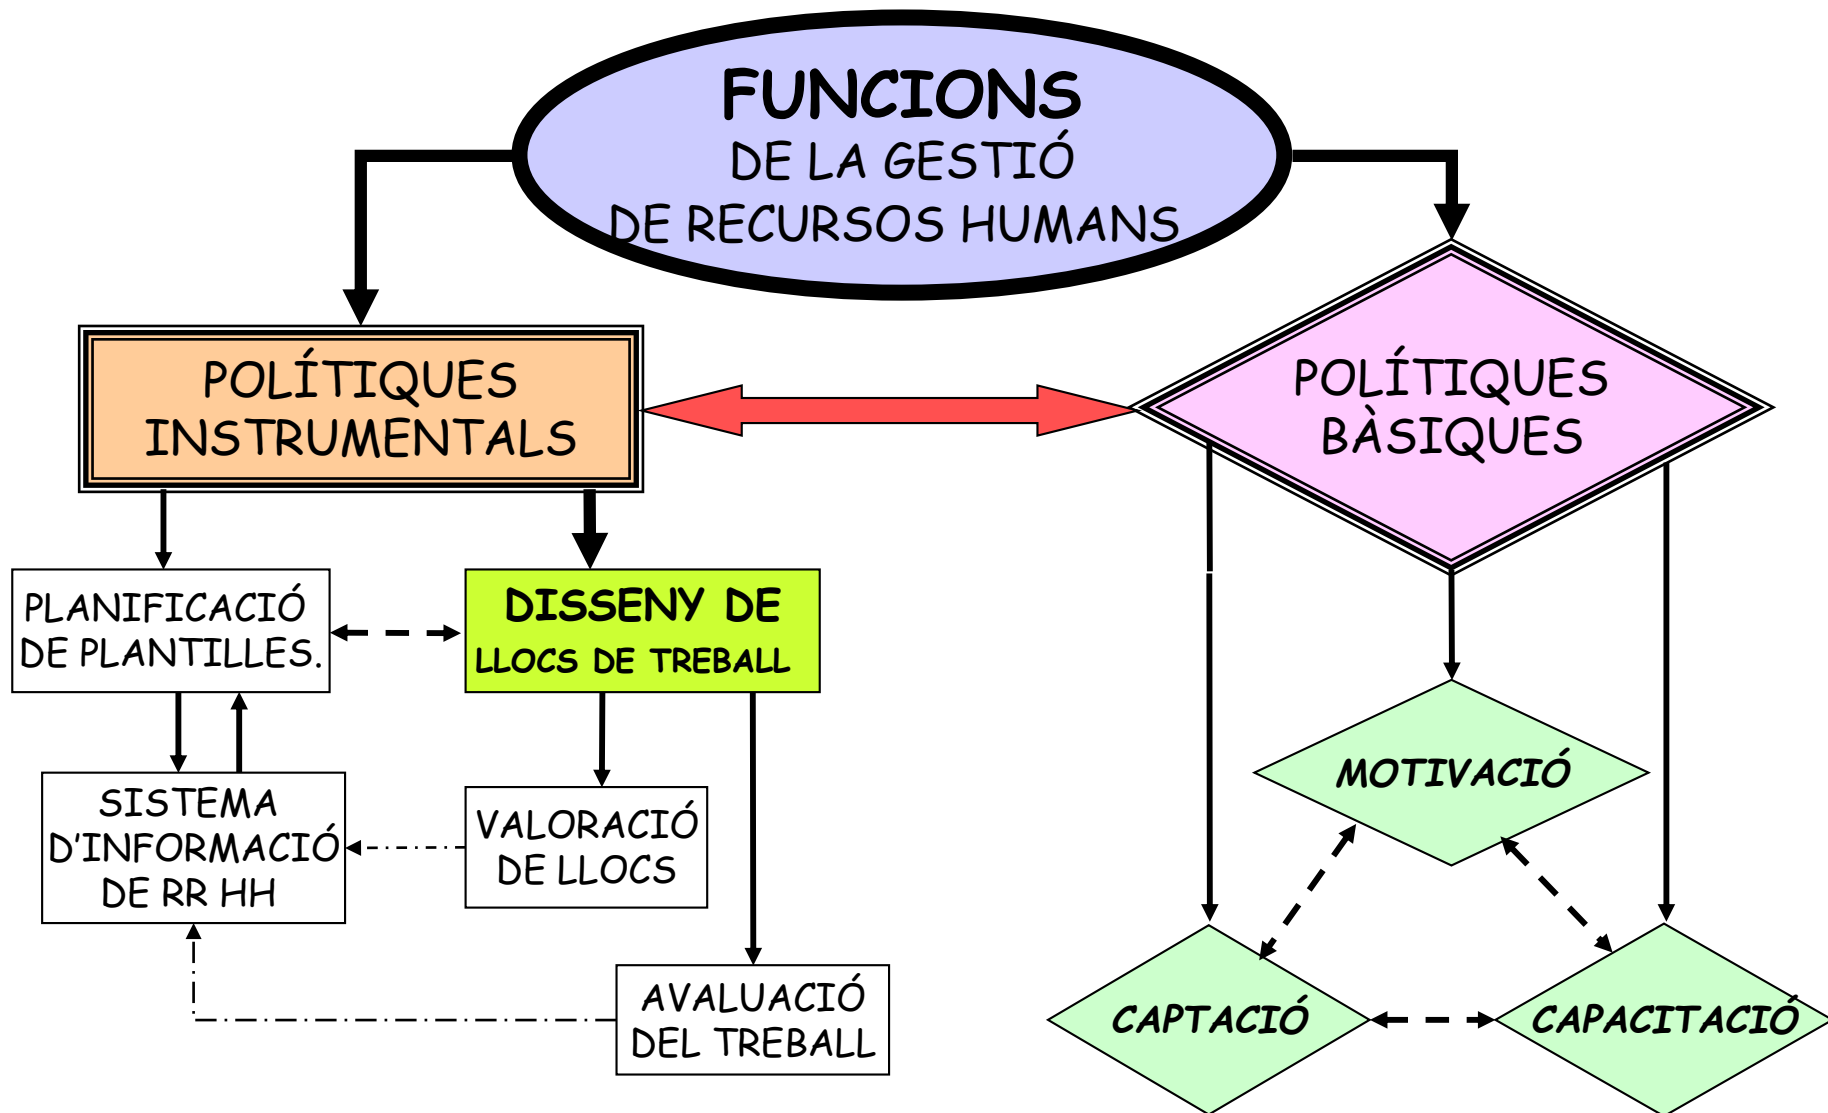 FUNCIONS
DE LA GESTIÓ
DE RECURSOS HUMANS
POLÍTIQUES
INSTRUMENTALS
POLÍTIQUES
BÀSIQUES
PLANIFICACIÓ
DE PLANTILLES.
DISSENY DE
LLOCS DE TREBALL
SISTEMA
D'INFORMACIÓ
DE RR HH
VALORACIÓ
DE LLOCS
AVALUACIÓ
DEL TREBALL
MOTIVACIÓ
CAPTACIÓ
CAPACITACIÓ